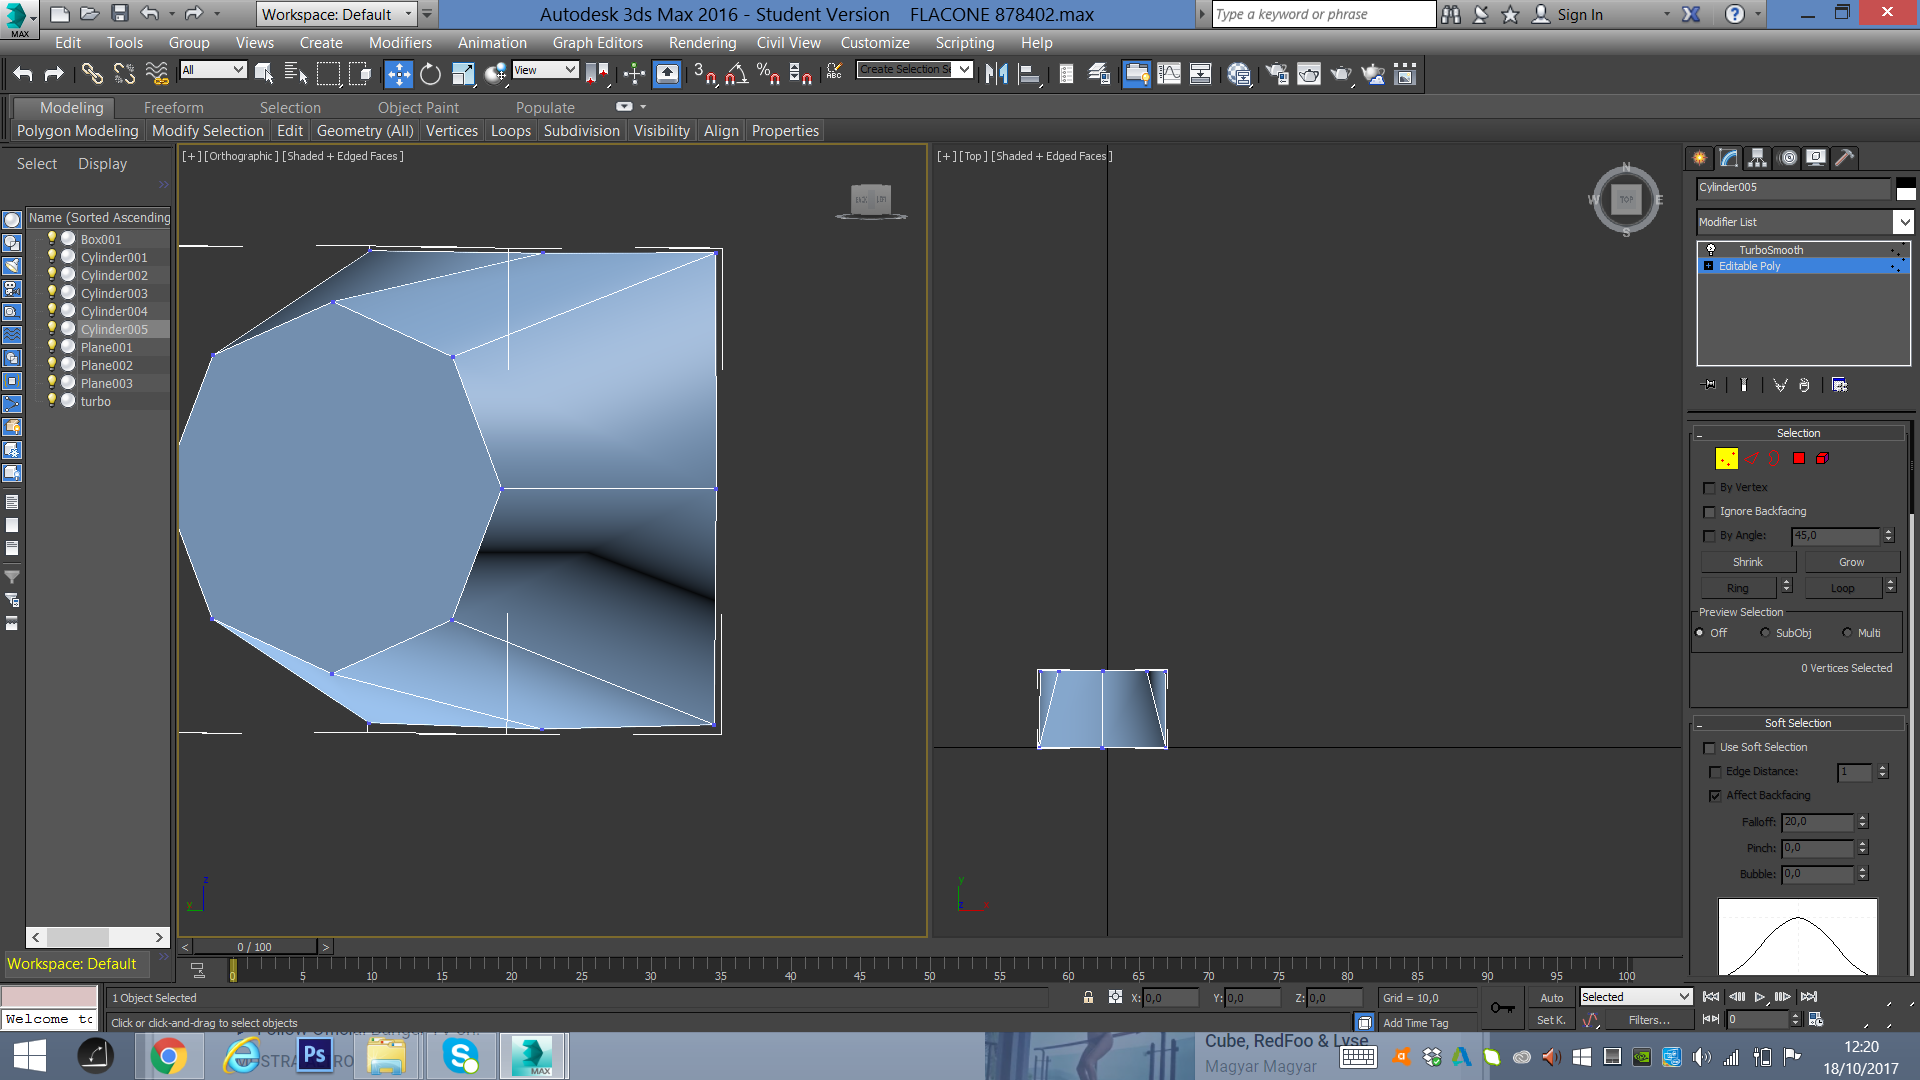 Workspace: Default
Autodesk 3ds Max 2016 - Student Version FLACONE 878402.max
Type a keyword or phrase
Sign In
MAX
Edit Tools Group Views Create Modifiers Animation Graph Editors Rendering Civil View Customize Scripting Help
All
View
3
ABC
Modeling Freeform Selection Object Paint Populate
Polygon Modeling Modify Selection Edit Geometry (All) Vertices Loops Subdivision Visibility Align Properties
Select Display
Name (Sorted Ascending
Box001
Cylinder001
Cylinder002
Cylinder003
Cylinder004
Cylinder005
Plane001
Plane002
Plane003
turbo
[+] [Orthographic] [Shaded + Edged Faces]
z
y
[+] [Top] [Shaded + Edged Faces]
N
W TOP E
S
y
z
Cylinder005
Modifier List
TurboSmooth
Editable Poly
Selection
By Vertex
Ignore Backfacing
By Angle: 45,0
Shrink Grow
Ring Loop
Preview Selection
Off SubObj Multi
0 Vertices Selected
Soft Selection
Use Soft Selection
Edge Distance: 1
Affect Backfacing
Falloff: 20,0
Pinch: 0,0
Bubble: 0,0
< 0 / 100 >
Workspace: Default
0 5 10 15 20 25 30 35 40 45 50 55 60 65 70 75 80 85 90 95 100
1 Object Selected
X: 0,0 Y: 0,0 Z: 0,0
Grid = 10,0
Auto Selected
Welcome to
Click or click-and-drag to select objects
Add Time Tag
Set K. Filters...
0
Ps
MAX
Cube, RedFoo & Lyse
Magyar Magyar
12:20
18/10/2017